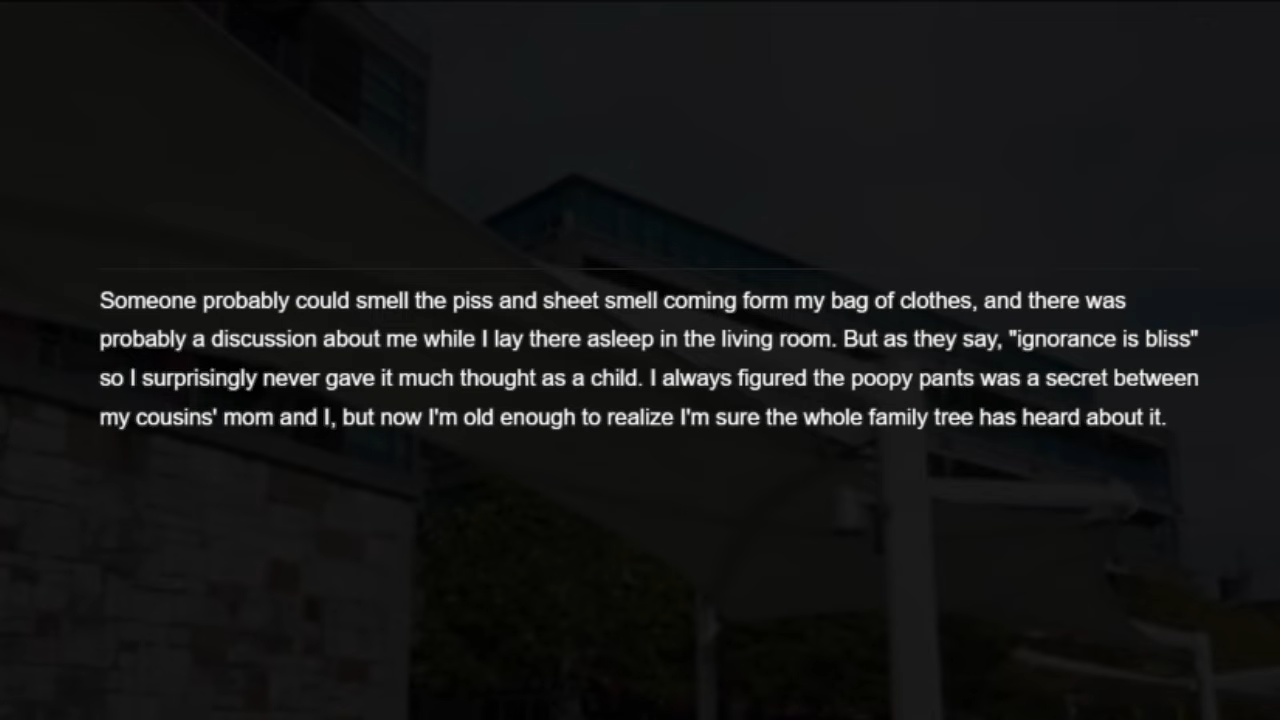 Someone probably could smell the piss and sheet smell coming form my bag of clothes, and there was
probably a discussion about me while I lay there asleep in the living room. But as they say, "ignorance is bliss"
so I surprisingly never gave it much thought as a child. I always figured the poopy pants was a secret between
my cousins' mom and I, but now I'm old enough to realize I'm sure the whole family tree has heard about it.